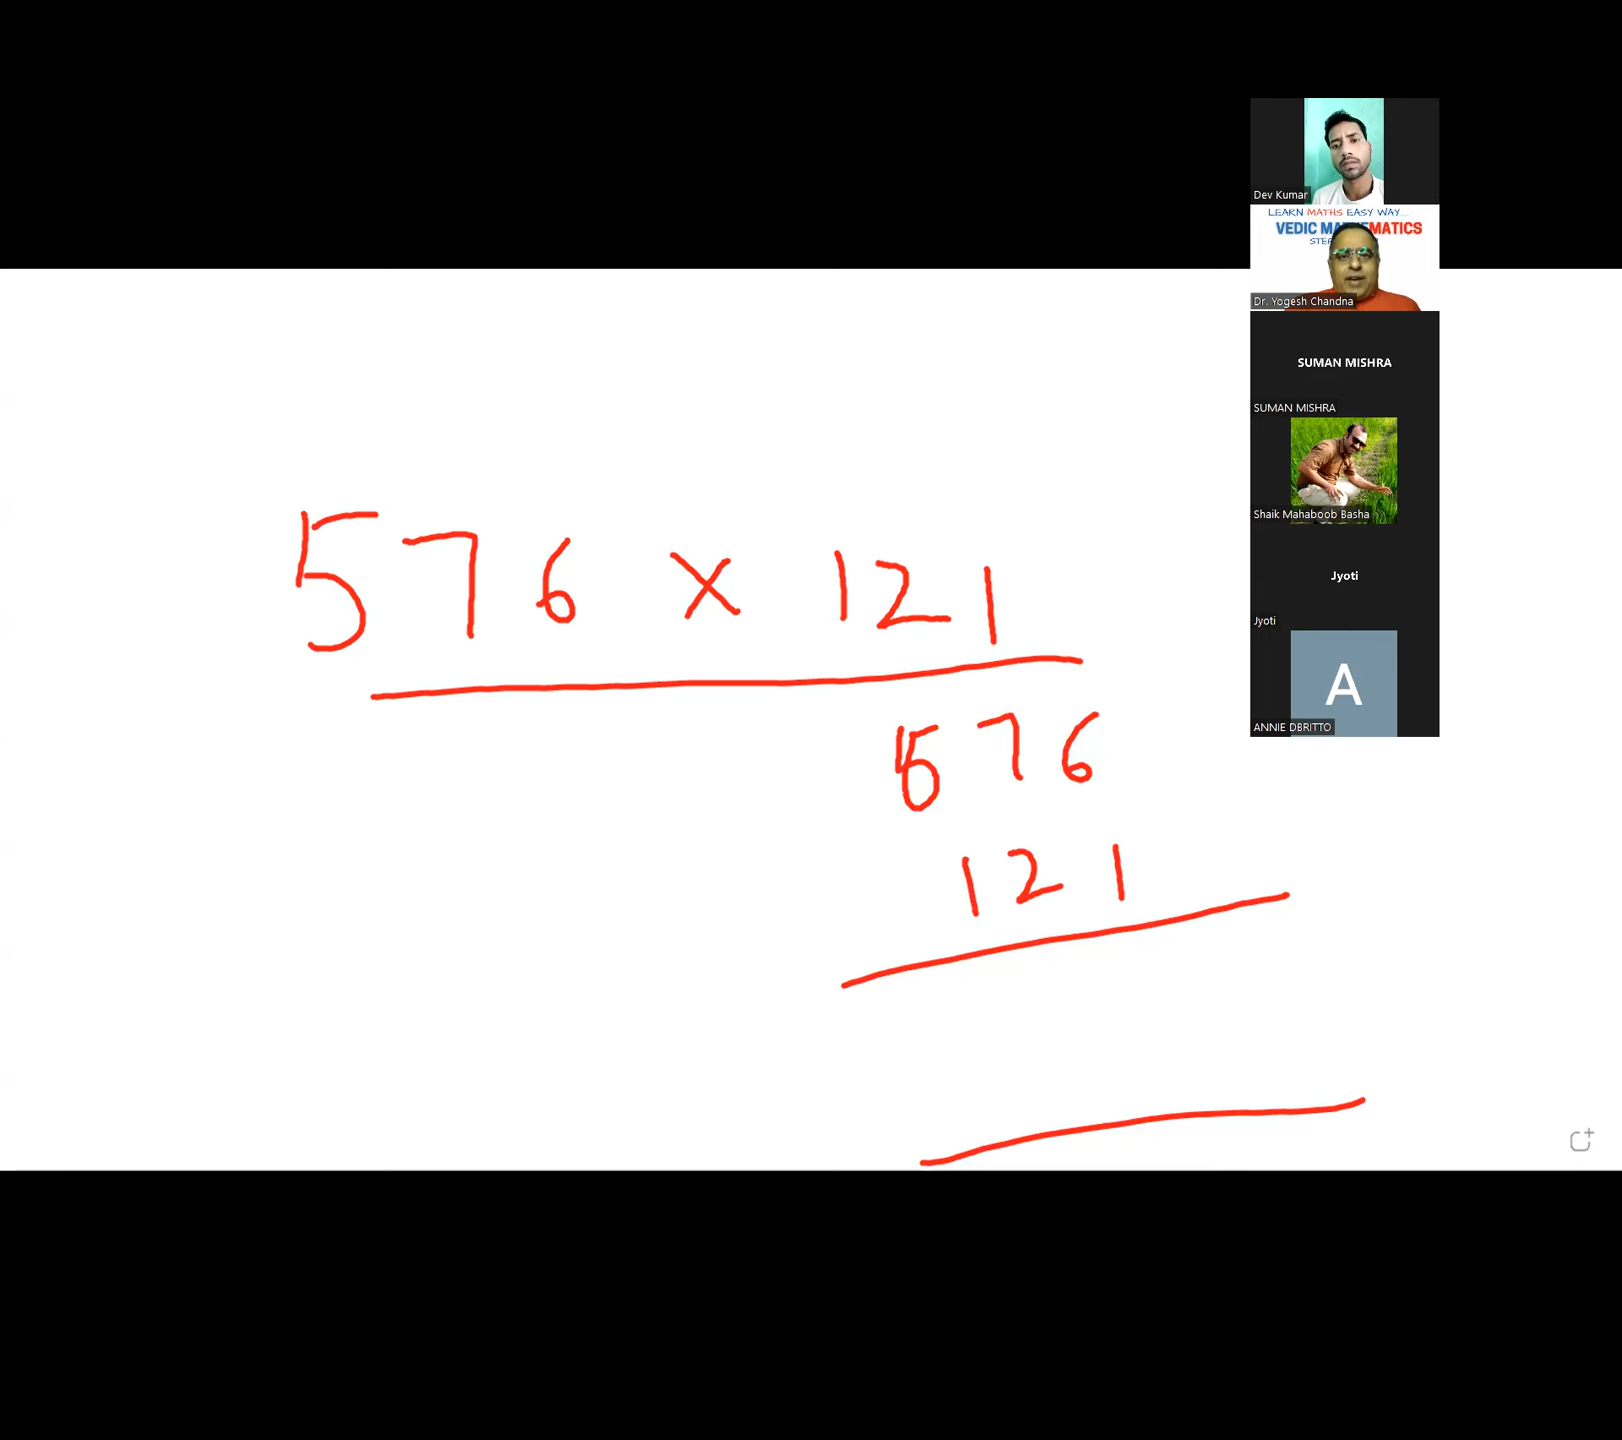 Dev Kumar
LEARN MATHS EASY WAY...
VEDIC MATHEMATICS
Dr. Yogesh Chandna
SUMAN MISHRA
SUMAN MISHRA
Shaik Mahaboob Basha
Jyoti
Jyoti
A
ANNIE DBRITTO
576 × 121
576
121